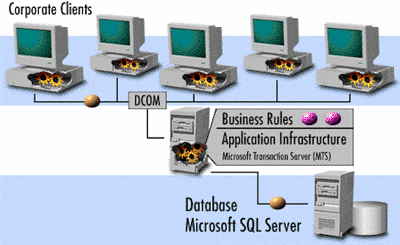 Corporate Clients
DCOM
Business Rules
Application Infrastructure
Microsoft Transaction Server (MTS)
Database
Microsoft SQL Server